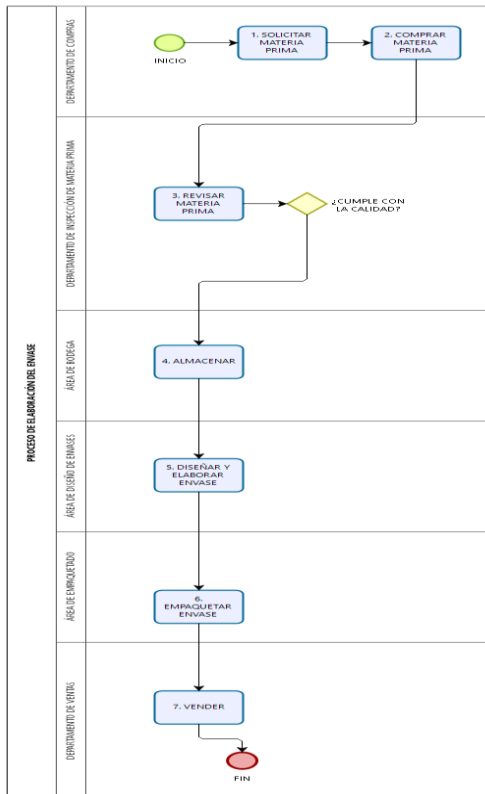 PROCESO DE ELABORACIÓN DEL ENVASE
DEPARTAMENTO DE COMPRAS
INICIO
1. SOLICITAR
MATERIA
PRIMA
2. COMPRAR
MATERIA
PRIMA
DEPARTAMENTO DE INSPECCIÓN DE MATERIA PRIMA
3. REVISAR
MATERIA
PRIMA
¿CUMPLE CON
LA CALIDAD?
ÁREA DE BODEGA
4. ALMACENAR
ÁREA DE DISEÑO DE ENVASES
5. DISEÑAR Y
ELABORAR
ENVASE
ÁREA DE EMPAQUETADO
6.
EMPAQUETAR
ENVASE
DEPARTAMENTO DE VENTAS
7. VENDER
FIN